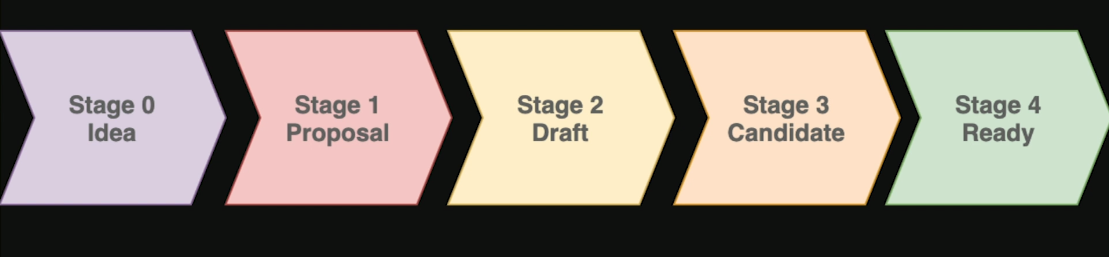 Stage 0
Idea
Stage 1
Proposal
Stage 2
Draft
Stage 3
Candidate
Stage 4
Ready